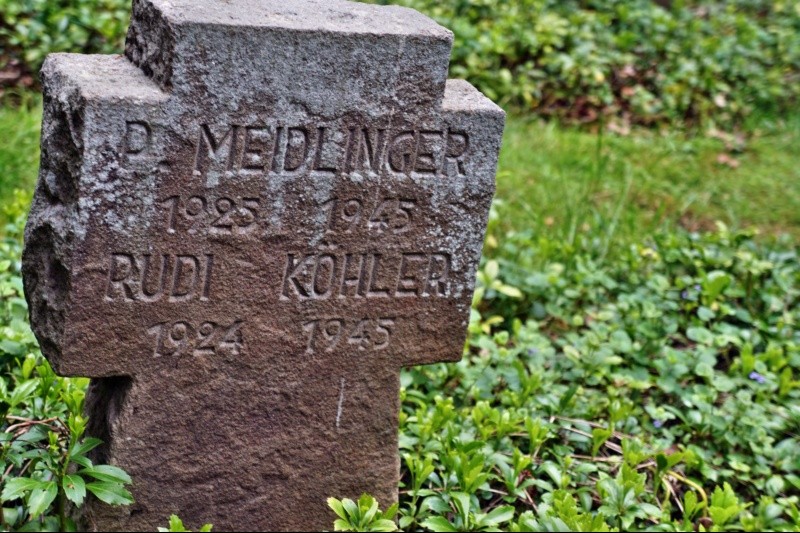 P. MEIDLINGER
1925 1945
RUDI KÖHLER
1924 1945